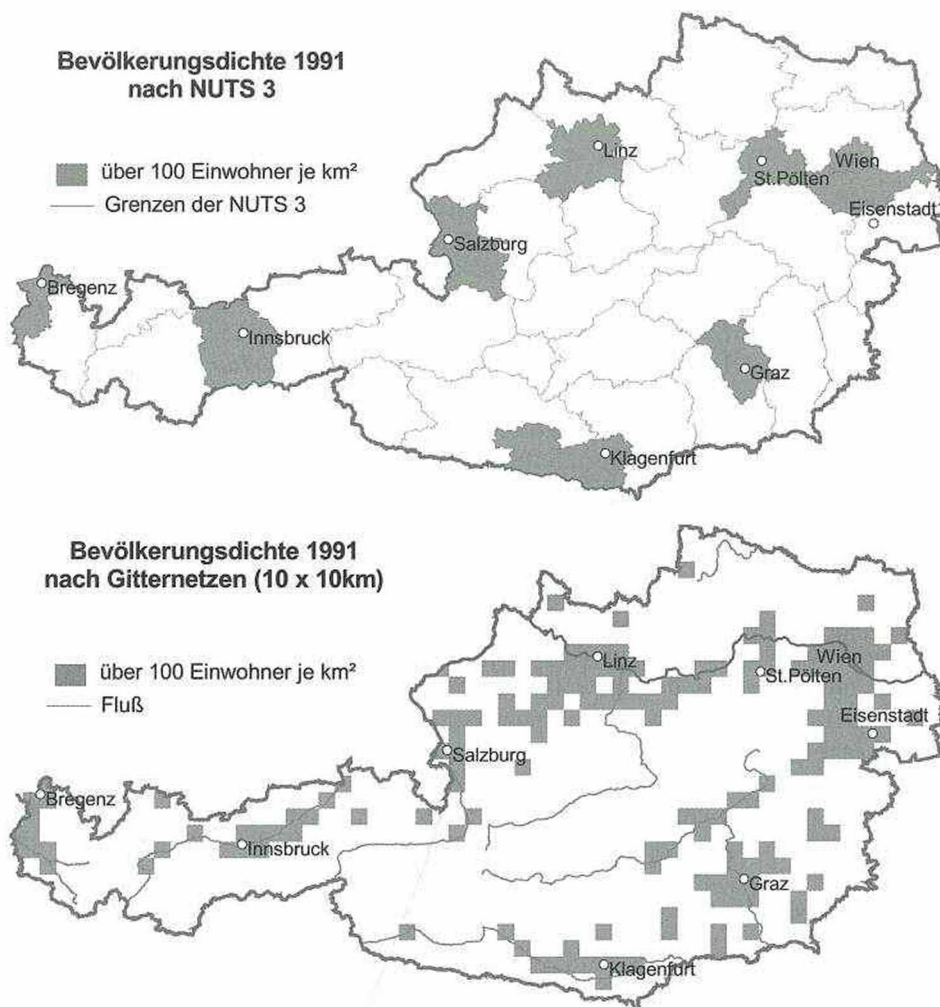 Bevölkerungsdichte 1991
nach NUTS 3
über 100 Einwohner je km²
Grenzen der NUTS 3
Linz
Wien
St.Pölten
Eisenstadt
Salzburg
Bregenz
Innsbruck
Graz
Klagenfurt
Bevölkerungsdichte 1991
nach Gitternetzen (10 x 10km)
über 100 Einwohner je km²
Fluß
Linz
Wien
St.Pölten
Eisenstadt
Salzburg
Bregenz
Innsbruck
Graz
Klagenfurt